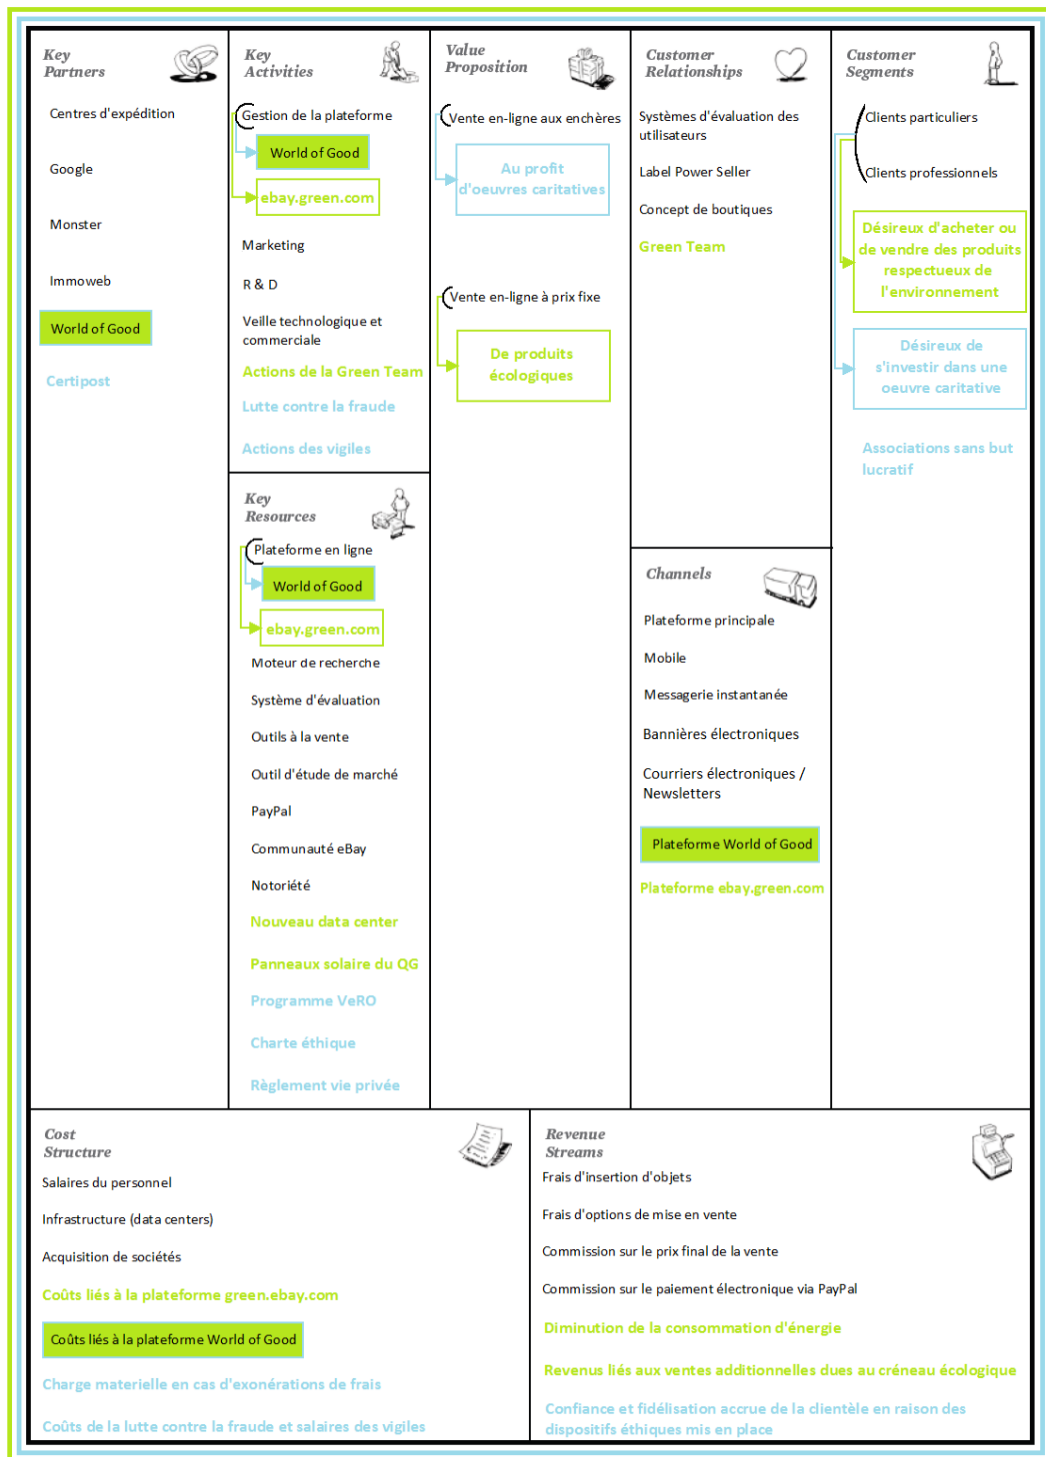 Key
Partners
Centres d'expédition
Google
Monster
Immoweb
World of Good
Certipost
Key
Activities
Gestion de la plateforme
World of Good
ebay.green.com
Marketing
R & D
Veille technologique et
commerciale
Actions de la Green Team
Lutte contre la fraude
Actions des vigiles
Key
Resources
Plateforme en ligne
World of Good
ebay.green.com
Moteur de recherche
Système d'évaluation
Outils à la vente
Outil d'étude de marché
PayPal
Communauté eBay
Notoriété
Nouveau data center
Panneaux solaire du QG
Programme VeRO
Charte éthique
Règlement vie privée
Value
Proposition
Vente en-ligne aux enchères
Au profit
d'oeuvres caritatives
Vente en-ligne à prix fixe
De produits
écologiques
Customer
Relationships
Systèmes d'évaluation des
utilisateurs
Label Power Seller
Concept de boutiques
Green Team
Channels
Plateforme principale
Mobile
Messagerie instantanée
Bannières électroniques
Courriers électroniques /
Newsletters
Plateforme World of Good
Plateforme ebay.green.com
Customer
Segments
Clients particuliers
Clients professionnels
Désireux d'acheter ou
de vendre des produits
respectueux de
l'environnement
Désireux de
s'investir dans une
oeuvre caritative
Associations sans but
lucratif
Cost
Structure
Salaires du personnel
Infrastructure (data centers)
Acquisition de sociétés
Coûts liés à la plateforme green.ebay.com
Coûts liés à la plateforme World of Good
Charge materielle en cas d'exonérations de frais
Coûts de la lutte contre la fraude et salaires des vigiles
Revenue
Streams
Frais d'insertion d'objets
Frais d'options de mise en vente
Commission sur le prix final de la vente
Commission sur le paiement électronique via PayPal
Diminution de la consommation d'énergie
Revenus liés aux ventes additionnelles dues au créneau écologique
Confiance et fidélisation accrue de la clientèle en raison des
dispositifs éthiques mis en place